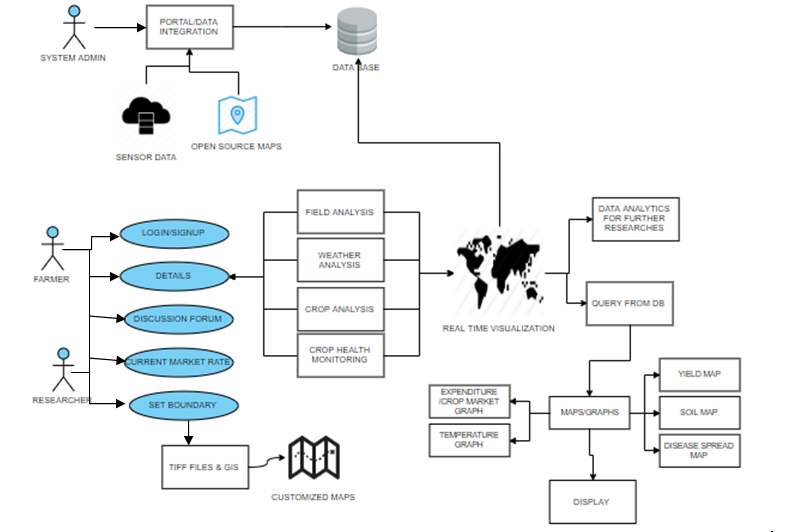 PORTAL/DATA
INTEGRATION
SYSTEM ADMIN
DATA BASE
OPEN SOURCE MAPS
SENSOR DATA
FIELD ANALYSIS
DATA ANALYTICS
FOR FURTHER
RESEARCHES
LOGIN/SIGNUP
WEATHER
ANALYSIS
FARMER
DETAILS
QUERY FROM DB
CROP ANALYSIS
DISCUSSION FORUM
REAL TIME VISUALIZATION
CROP HEALTH
MONITORING
CURRENT MARKET RATE
YIELD MAP
RESEARCHER
SET BOUNDARY
EXPENDITURE
/CROP MARKET
GRAPH
MAPS/GRAPHS
SOIL MAP
TEMPERATURE
GRAPH
DISEASE SPREAD
MAP
TIFF FILES & GIS
CUSTOMIZED MAPS
DISPLAY